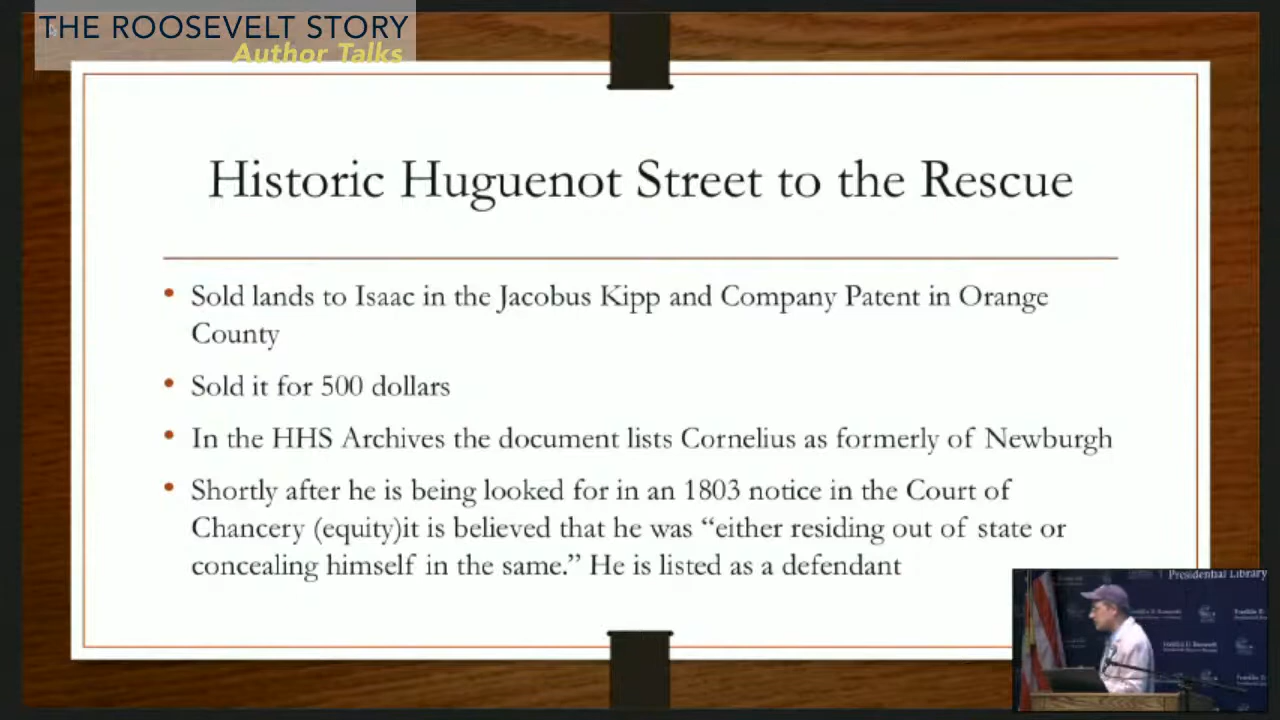 THE ROOSEVELT STORY
Author Talks
Historic Huguenot Street to the Rescue
• Sold lands to Isaac in the Jacobus Kipp and Company Patent in Orange
County
• Sold it for 500 dollars
• In the HHS Archives the document lists Cornelius as formerly of Newburgh
• Shortly after he is being looked for in an 1803 notice in the Court of
Chancery (equity)it is believed that he was “either residing out of state or
concealing himself in the same.” He is listed as a defendant
Presidential Library